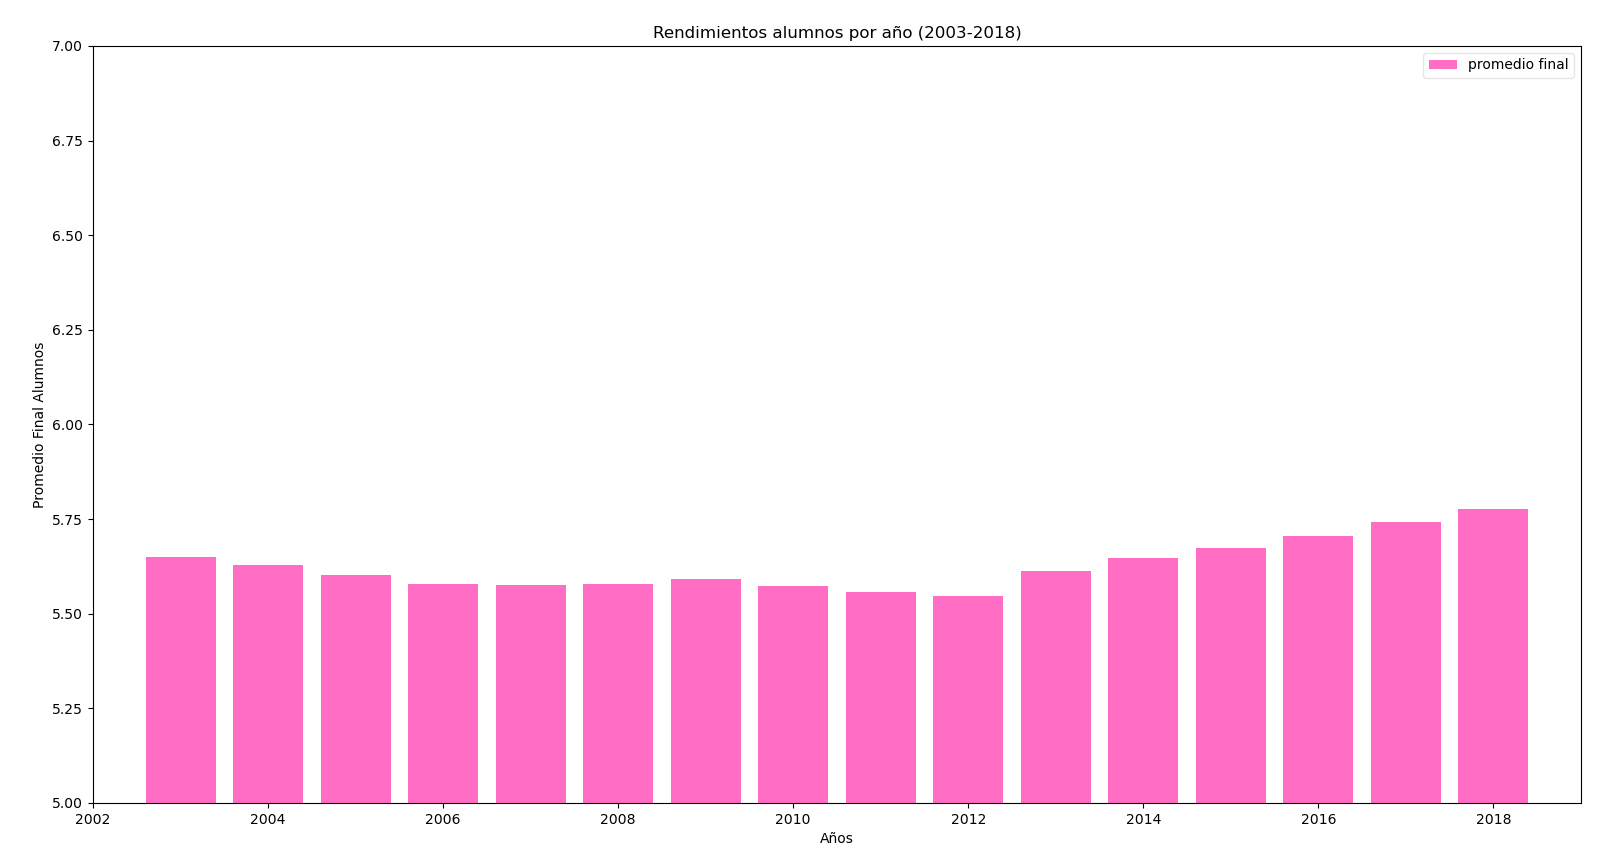 Rendimientos alumnos por año (2003-2018)
promedio final
7.00
6.75
6.50
6.25
6.00
5.75
5.50
5.25
5.00
Promedio Final Alumnos
2002 2004 2006 2008 2010 2012 2014 2016 2018
Años